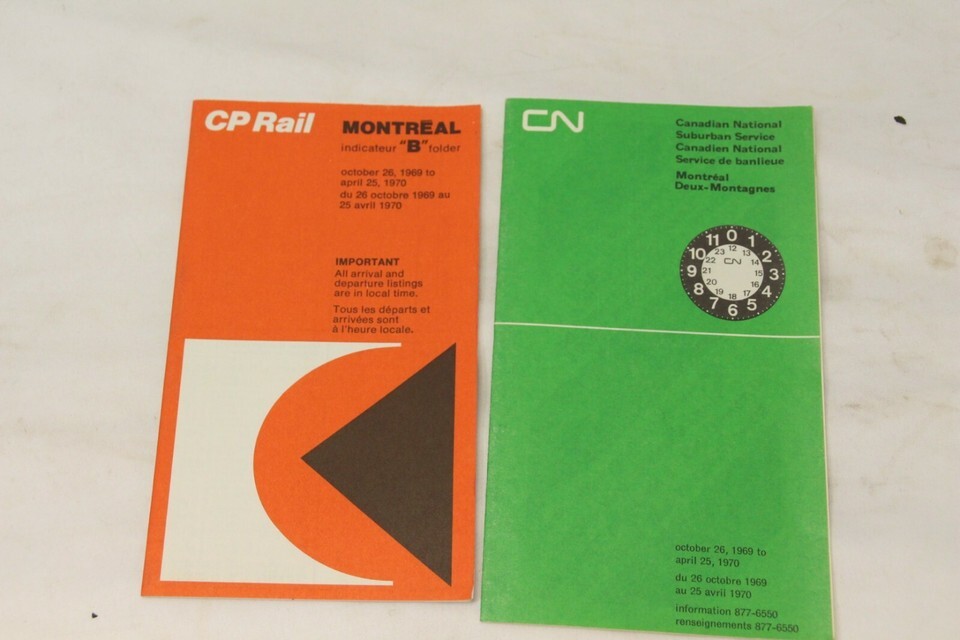 CP Rail
MONTRÉAL
indicateur "B" folder
october 26, 1969 to
april 25, 1970
du 26 octobre 1969 au
25 avril 1970
IMPORTANT
All arrival and
departure listings
are in local time.
Tous les départs et
arrivées sont
à l'heure locale.
CN
Canadian National
Suburban Service
Canadien National
Service de banlieue
Montréal
Deux-Montagnes
0 1 2 3 4 5 6 7 8 9 10 11
12 13 14 15 16 17 18 19 20 21 22 23
CN
october 26, 1969 to
april 25, 1970
du 26 octobre 1969
au 25 avril 1970
information 877-6550
renseignements 877-6550